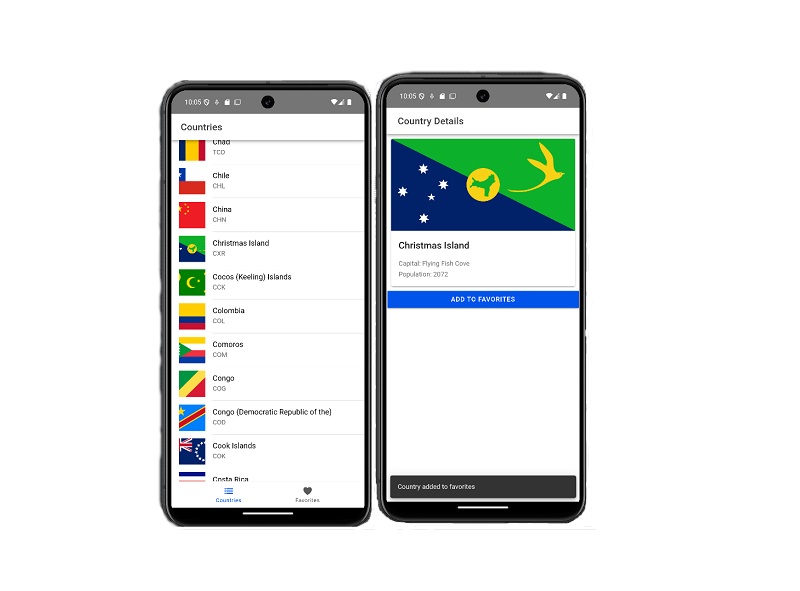 10:05
Countries
Chad
TCD
Chile
CHL
China
CHN
Christmas Island
CXR
Cocos (Keeling) Islands
CCK
Colombia
COL
Comoros
COM
Congo
COG
Congo (Democratic Republic of the)
COD
Cook Islands
COK
Costa Rica
Countries
Favorites
10:05
Country Details
Christmas Island
Capital: Flying Fish Cove
Population: 2072
ADD TO FAVORITES
Country added to favorites